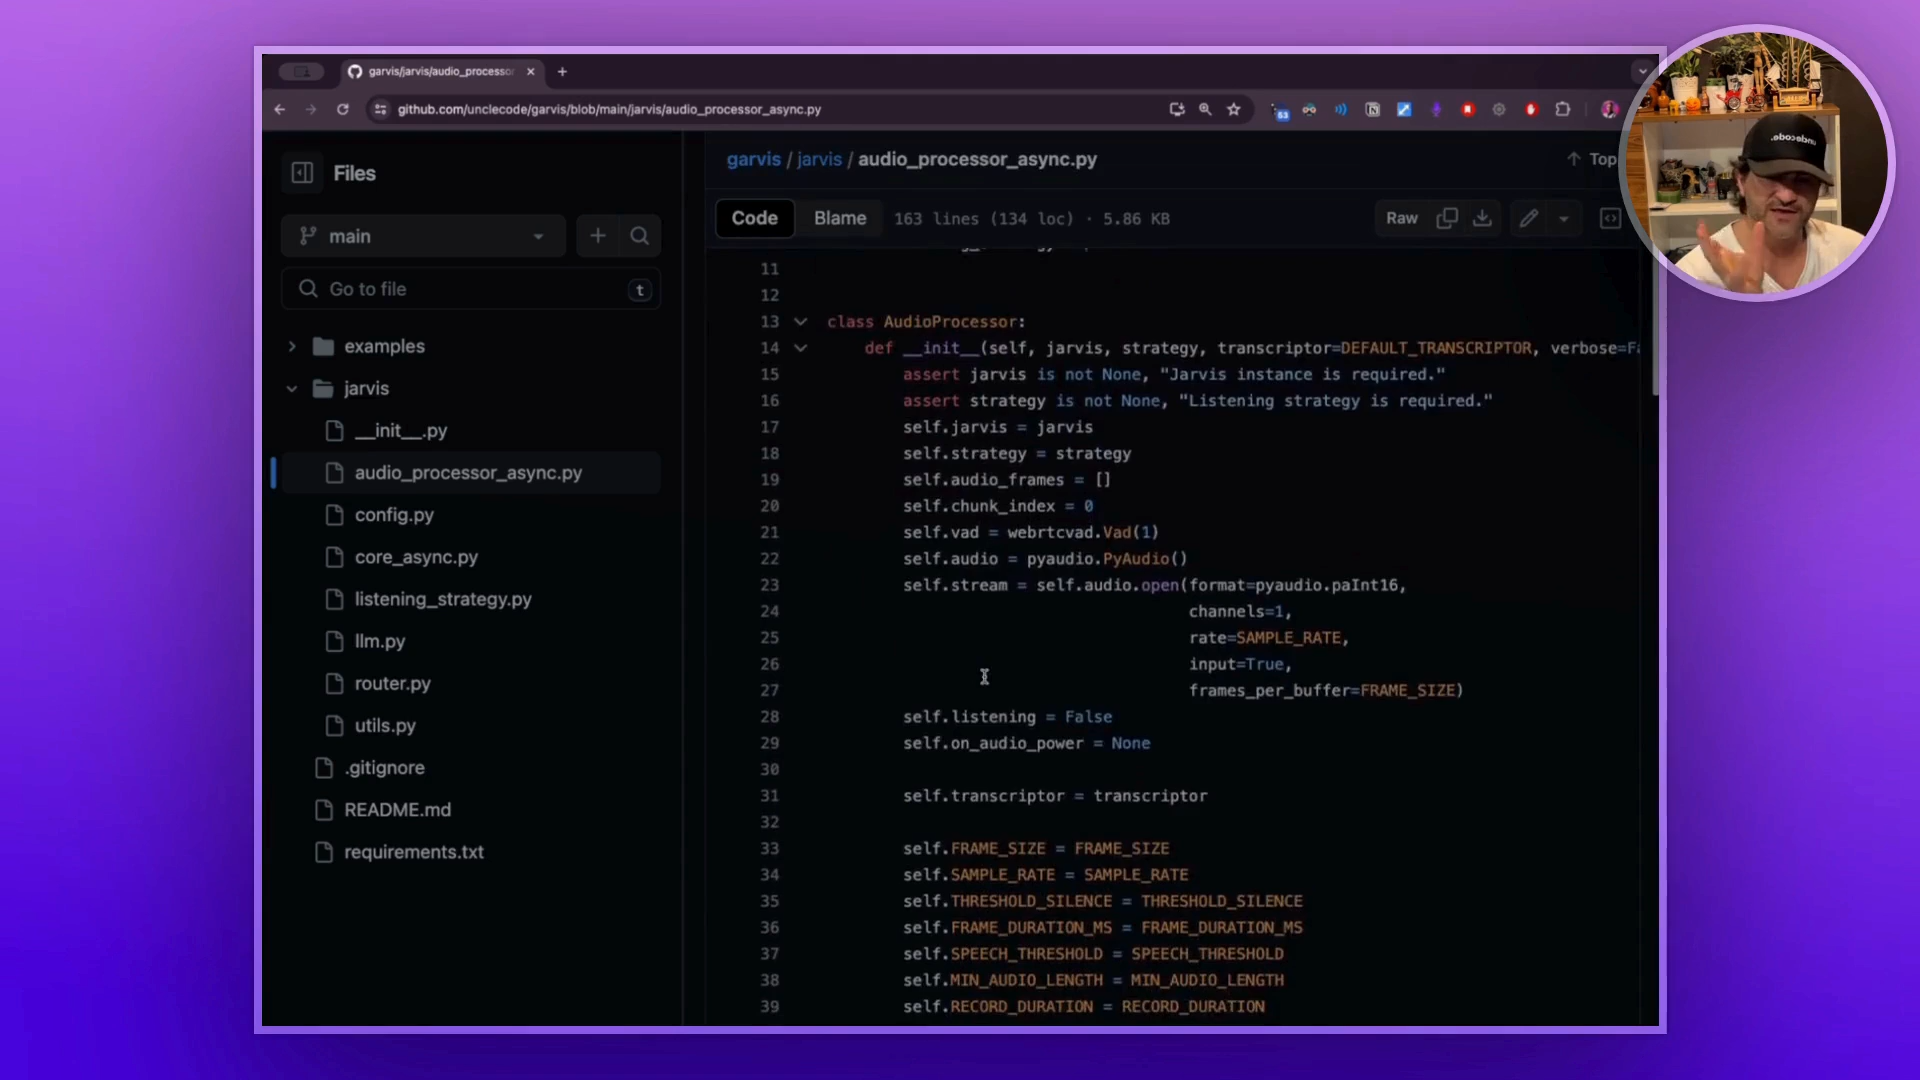 garvis/jarvis/audio_processor
github.com/unclecode/garvis/blob/main/jarvis/audio_processor_async.py
53
Files
main
Go to file
t
examples
jarvis
__init__.py
audio_processor_async.py
config.py
core_async.py
listening_strategy.py
llm.py
router.py
utils.py
.gitignore
README.md
requirements.txt
garvis / jarvis / audio_processor_async.py
Top
Code Blame 163 lines (134 loc) · 5.86 KB
Raw
11
12
13 class AudioProcessor:
14 def __init__(self, jarvis, strategy, transcriptor=DEFAULT_TRANSCRIPTOR, verbose=Fa
15 assert jarvis is not None, "Jarvis instance is required."
16 assert strategy is not None, "Listening strategy is required."
17 self.jarvis = jarvis
18 self.strategy = strategy
19 self.audio_frames = []
20 self.chunk_index = 0
21 self.vad = webrtcvad.Vad(1)
22 self.audio = pyaudio.PyAudio()
23 self.stream = self.audio.open(format=pyaudio.paInt16,
24 channels=1,
25 rate=SAMPLE_RATE,
26 input=True,
27 frames_per_buffer=FRAME_SIZE)
28 self.listening = False
29 self.on_audio_power = None
30
31 self.transcriptor = transcriptor
32
33 self.FRAME_SIZE = FRAME_SIZE
34 self.SAMPLE_RATE = SAMPLE_RATE
35 self.THRESHOLD_SILENCE = THRESHOLD_SILENCE
36 self.FRAME_DURATION_MS = FRAME_DURATION_MS
37 self.SPEECH_THRESHOLD = SPEECH_THRESHOLD
38 self.MIN_AUDIO_LENGTH = MIN_AUDIO_LENGTH
39 self.RECORD_DURATION = RECORD_DURATION